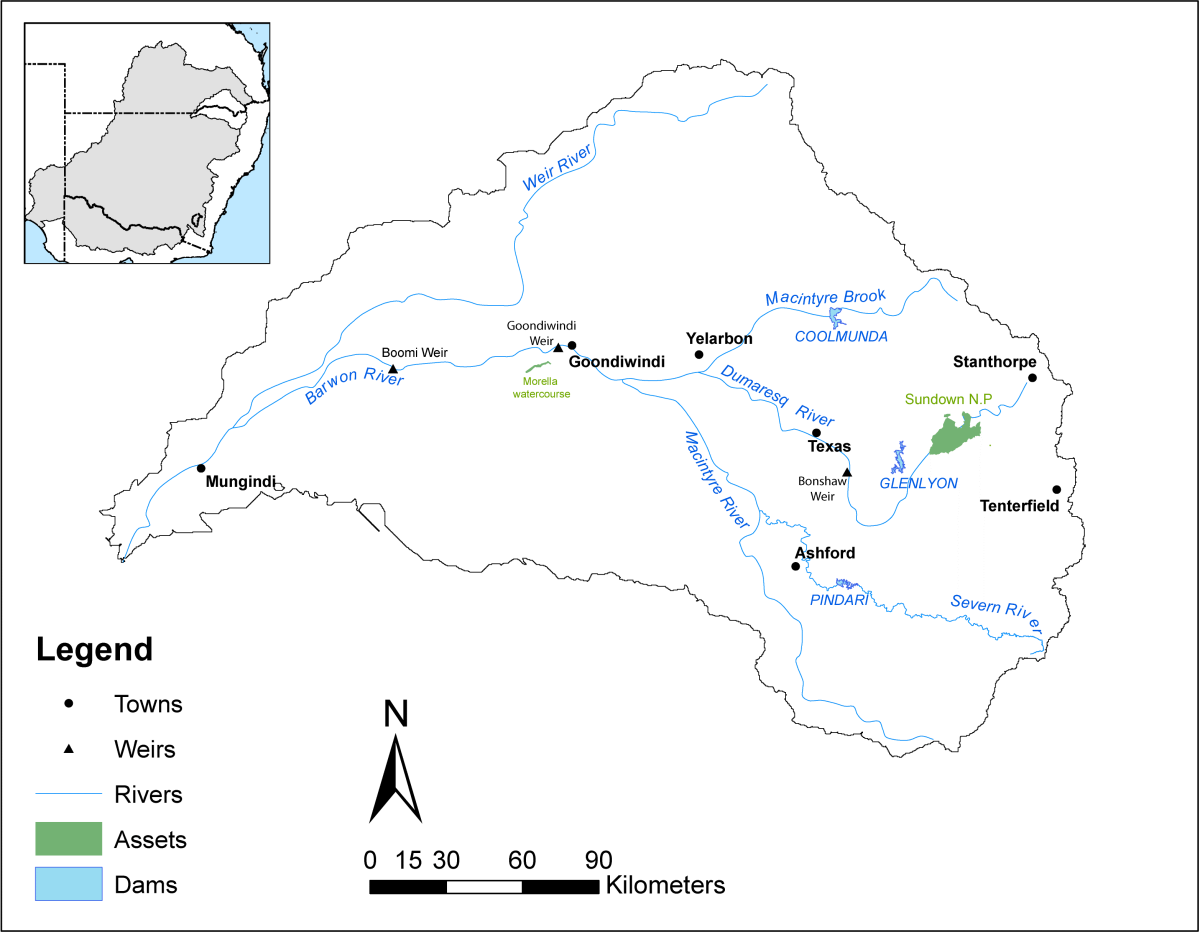 Weir River
Macintyre Brook
COOLMUNDA
Goondiwindi
Weir
Goondiwindi
Yelarbon
Boomi Weir
Barwon River
Morella
watercourse
Stanthorpe
Dumaresq River
Sundown N.P
Texas
Macintyre River
Mungindi
Bonshaw
Weir
GLENLYON
Tenterfield
Ashford
PINDARI
Severn River
Legend
Towns
Weirs
Rivers
Assets
Dams
N
0 15 30 60 90
Kilometers